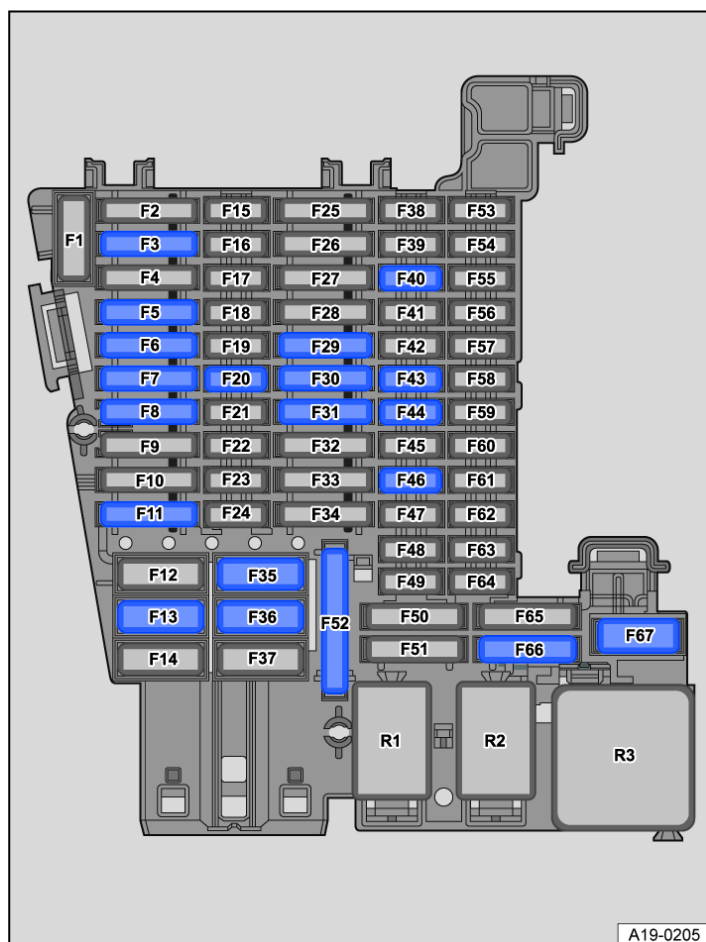 F1
F2 F15 F25 F38 F53
F3 F16 F26 F39 F54
F4 F17 F27 F40 F55
F5 F18 F28 F41 F56
F6 F19 F29 F42 F57
F7 F20 F30 F43 F58
F8 F21 F31 F44 F59
F9 F22 F32 F45 F60
F10 F23 F33 F46 F61
F11 F24 F34 F47 F62
F48 F63
F12 F35 F49 F64
F13 F36 F52 F50 F65
F14 F37 F51 F66 F67
R1 R2 R3
A19-0205